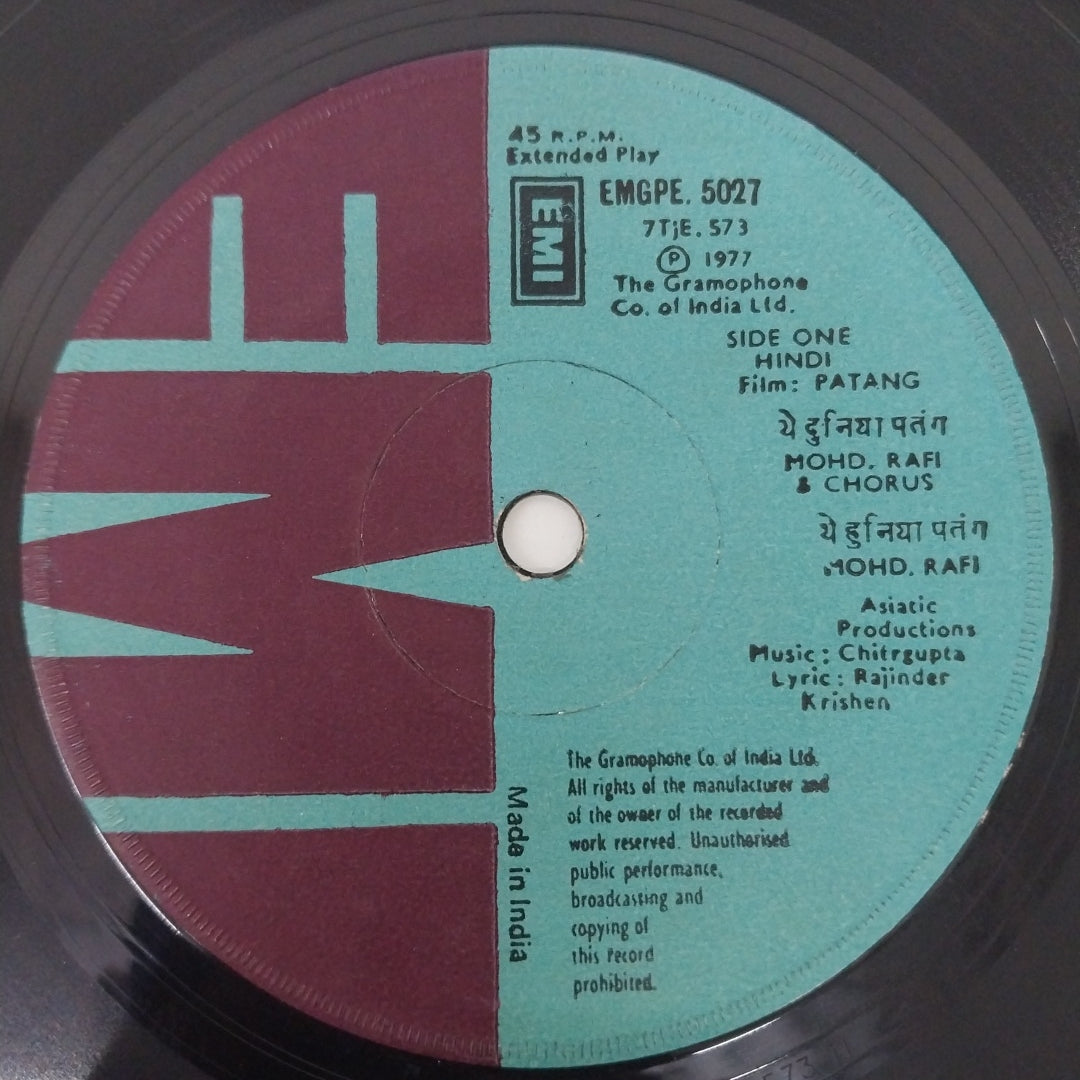 45 R.P.M.
Extended Play
EMI
EMGPE. 5027
7TjE. 573
Ⓟ 1977
The Gramophone
Co. of India Ltd.
SIDE ONE
HINDI
Film: PATANG
ये दुनिया पतंग
MOHD. RAFI
& CHORUS
ये दुनिया पतंग
MOHD. RAFI
Asiatic
Productions
Music: Chitrgupta
Lyric: Rajinder
Krishen
The Gramophone Co. of India Ltd.
All rights of the manufacturer and
of the owner of the recorded
work reserved. Unauthorised
public performance,
broadcasting and
copying of
this record
prohibited.
Made in India
EMI